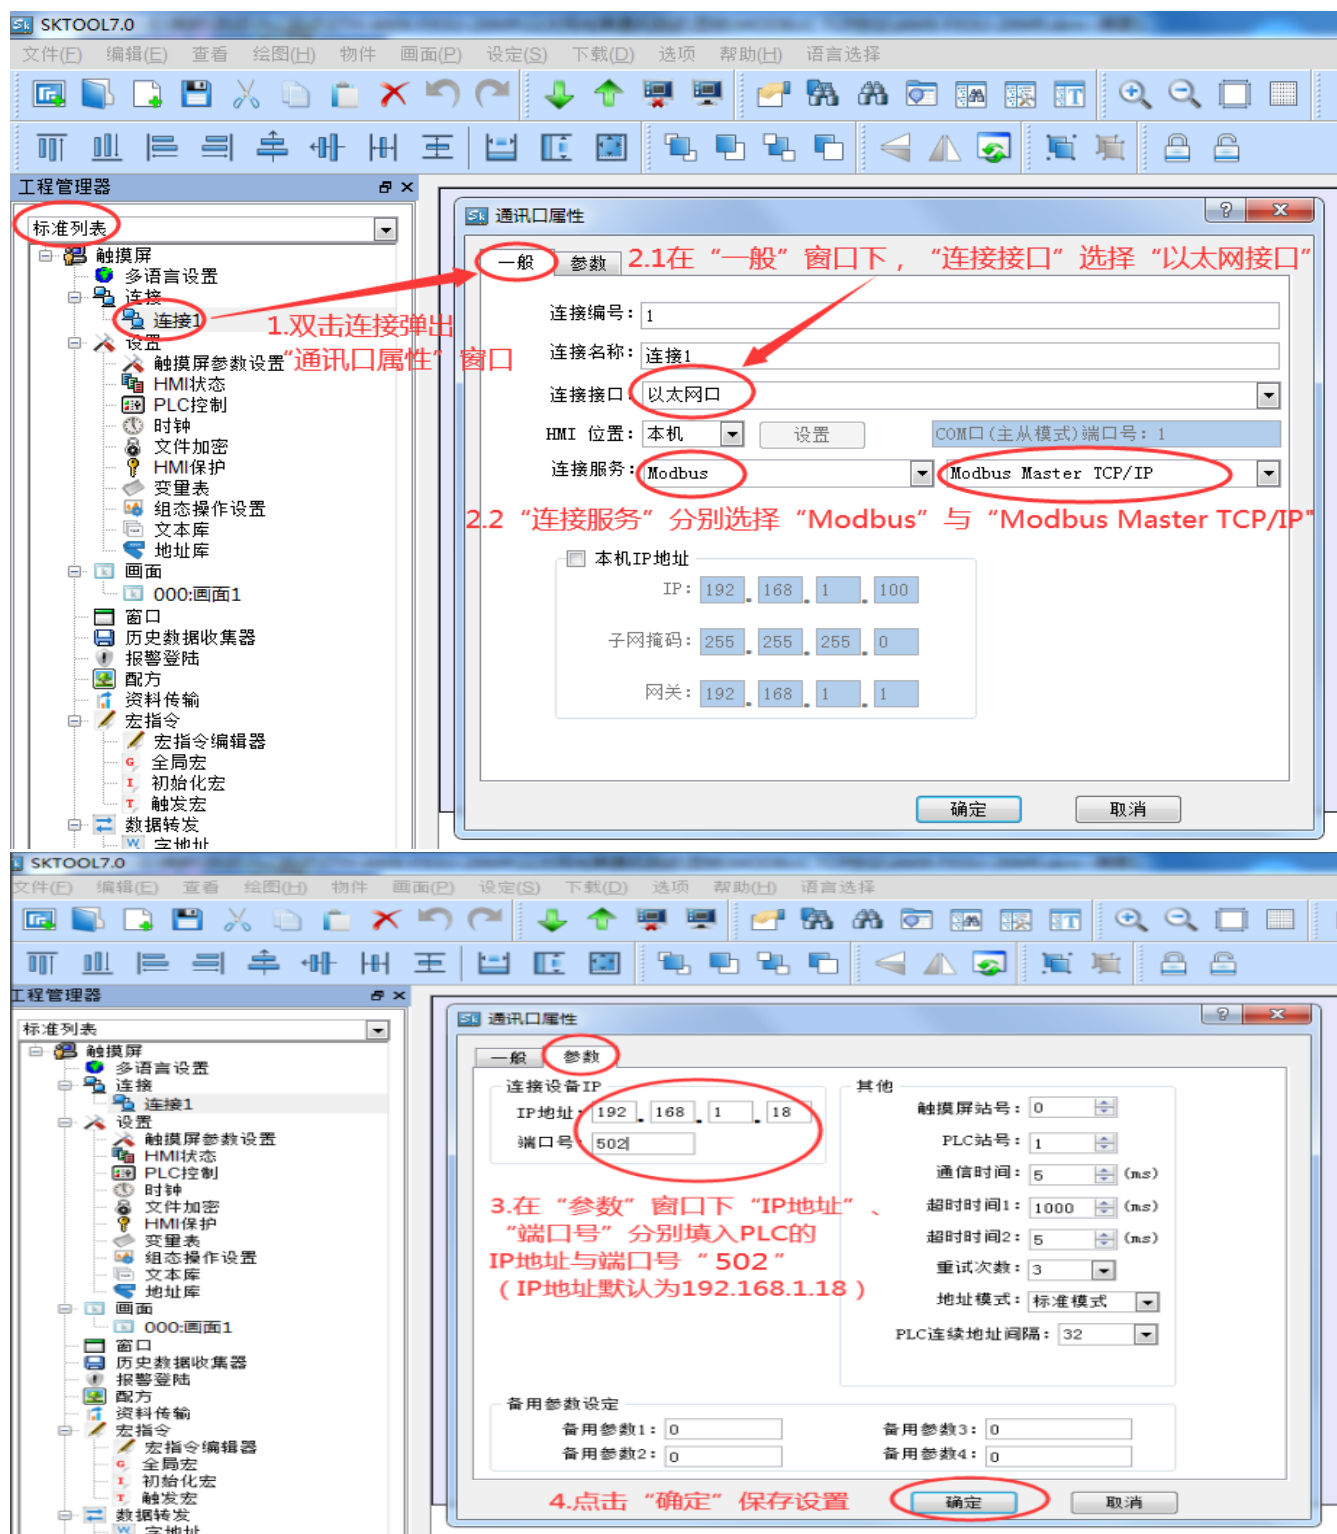 SKTOOL7.0
文件(F) 编辑(E) 查看 绘图(H) 物件 画面(P) 设定(S) 下载(D) 选项 帮助(H) 语言选择
工程管理器
标准列表
触摸屏
多语言设置
连接
连接1
设置
触摸屏参数设置
HMI状态
PLC控制
时钟
文件加密
HMI保护
变量表
组态操作设置
文本库
地址库
画面
000:画面1
窗口
历史数据收集器
报警登陆
配方
资料传输
宏指令
宏指令编辑器
全局宏
初始化宏
触发宏
数据转发
字地址
1.双击连接弹出
“通讯口属性”窗口
通讯口属性
一般 参数
2.1在“一般”窗口下，“连接接口”选择“以太网接口”
连接编号: 1
连接名称: 连接1
连接接口: 以太网口
HMI 位置: 本机 设置 COM口(主从模式)端口号: 1
连接服务: Modbus Modbus Master TCP/IP
2.2 “连接服务”分别选择“Modbus”与“Modbus Master TCP/IP"
本机IP地址
IP: 192 . 168 . 1 . 100
子网掩码: 255 . 255 . 255 . 0
网关: 192 . 168 . 1 . 1
确定 取消
SKTOOL7.0
文件(F) 编辑(E) 查看 绘图(H) 物件 画面(P) 设定(S) 下载(D) 选项 帮助(H) 语言选择
工程管理器
标准列表
触摸屏
多语言设置
连接
连接1
设置
触摸屏参数设置
HMI状态
PLC控制
时钟
文件加密
HMI保护
变量表
组态操作设置
文本库
地址库
画面
000:画面1
窗口
历史数据收集器
报警登陆
配方
资料传输
宏指令
宏指令编辑器
全局宏
初始化宏
触发宏
数据转发
字地址
通讯口属性
一般 参数
连接设备IP
IP地址: 192 . 168 . 1 . 18
端口号: 502
3.在“参数”窗口下“IP地址”、
“端口号”分别填入PLC的
IP地址与端口号“502”
（IP地址默认为192.168.1.18）
其他
触摸屏站号: 0
PLC站号: 1
通信时间: 5 (ms)
超时时间1: 1000 (ms)
超时时间2: 5 (ms)
重试次数: 3
地址模式: 标准模式
PLC连续地址间隔: 32
备用参数设定
备用参数1: 0 备用参数3: 0
备用参数2: 0 备用参数4: 0
4.点击“确定”保存设置
确定 取消